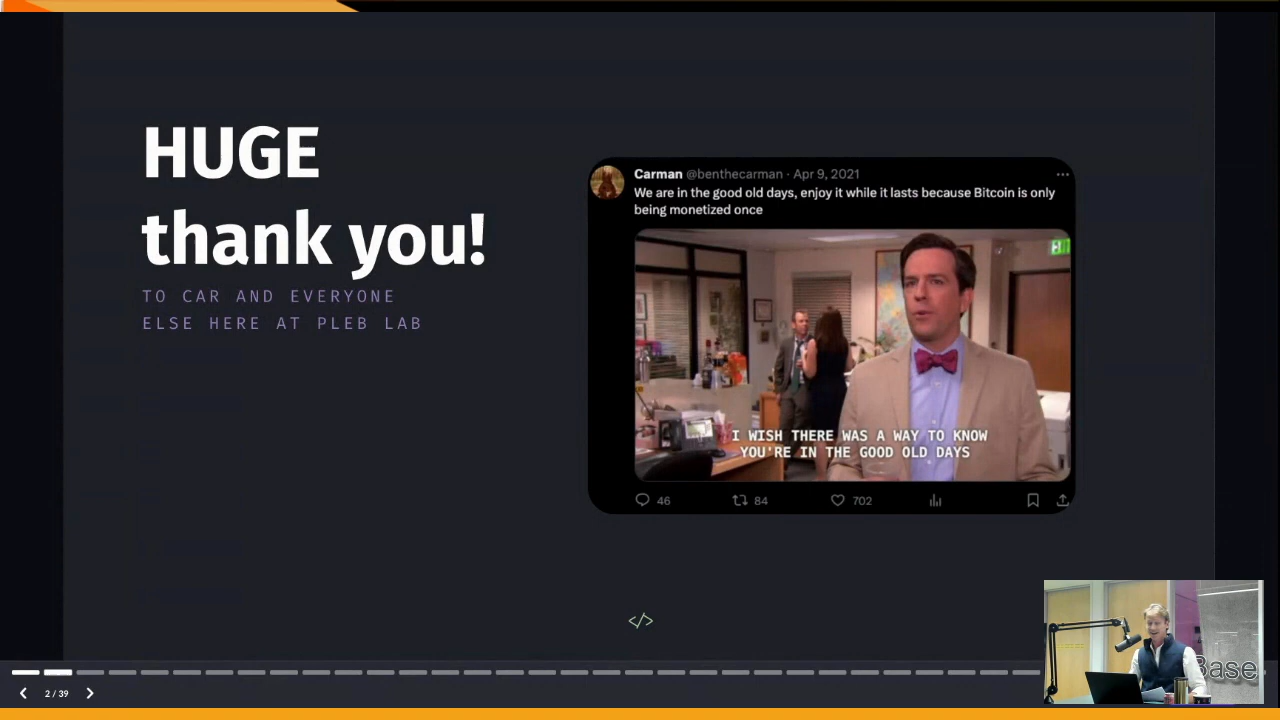 HUGE
thank you!
TO CAR AND EVERYONE
ELSE HERE AT PLEB LAB
Carman @benthecarman · Apr 9, 2021
We are in the good old days, enjoy it while it lasts because Bitcoin is only
being monetized once
I WISH THERE WAS A WAY TO KNOW
YOU'RE IN THE GOOD OLD DAYS
46 84 702
</>
2 / 39
Base